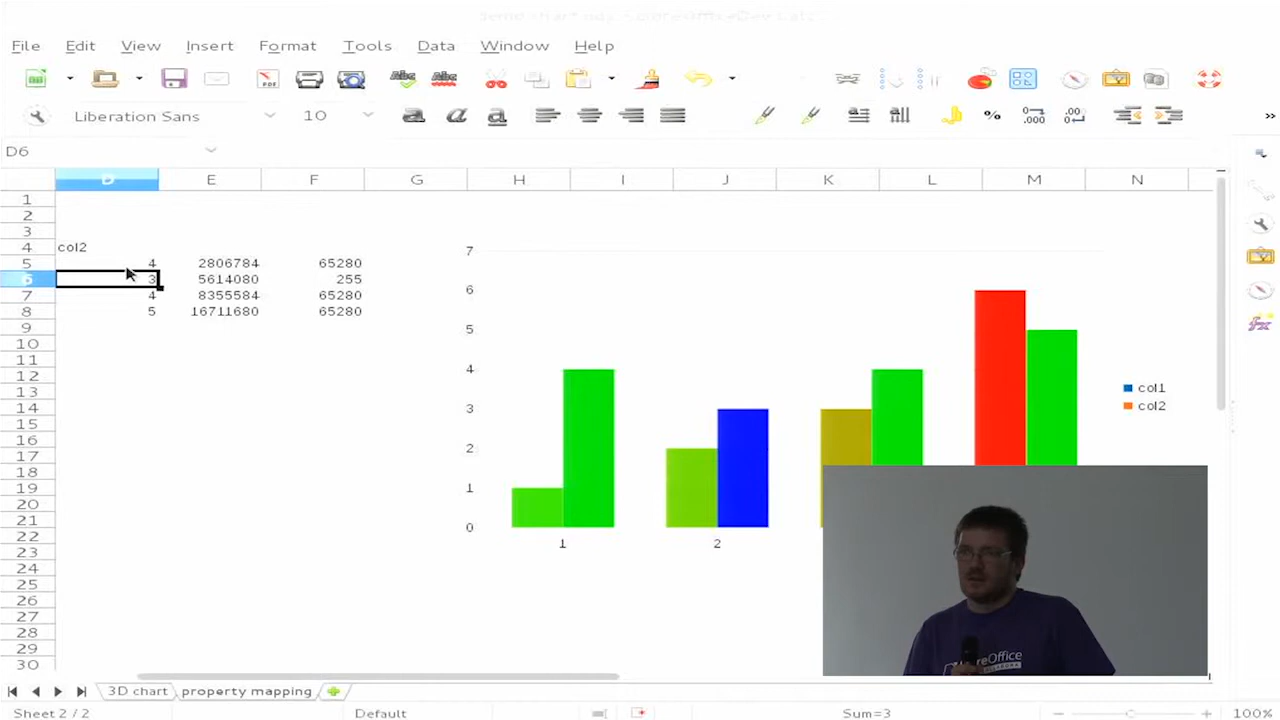 File Edit View Insert Format Tools Data Window Help
Liberation Sans 10
D6
D E F G H I J K L M N
1
2
3
4 col2
5 4 2806784 65280
6 3 5614080 255
7 4 8355584 65280
8 5 16711680 65280
9
10
11
12
13
14
15
16
17
18
19
20
21
22
23
24
25
26
27
28
29
30
7
6
5
4
3
2
1
0
1 2
col1
col2
LibreOffice
3D chart property mapping
Sheet 2 / 2 Default Sum=3 100%